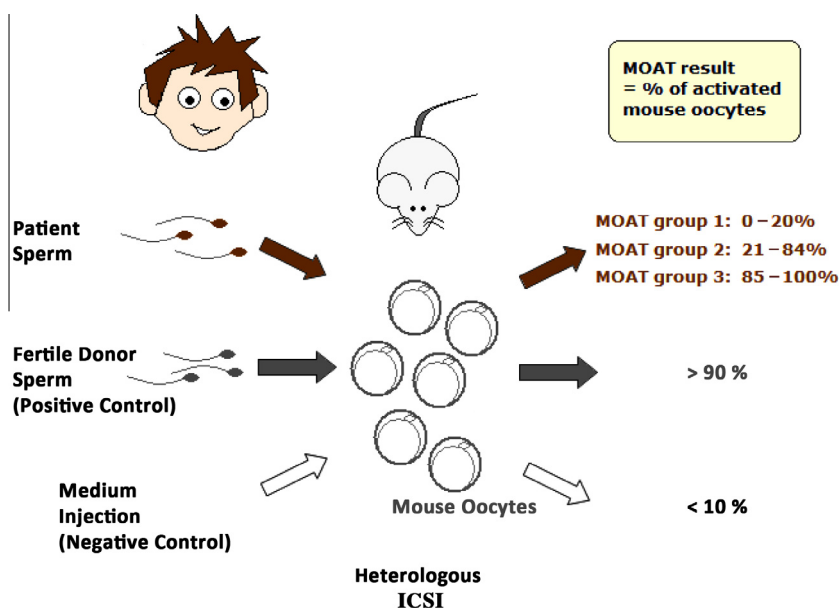 MOAT result
= % of activated
mouse oocytes
Patient
Sperm
MOAT group 1: 0–20%
MOAT group 2: 21–84%
MOAT group 3: 85–100%
Fertile Donor
Sperm
(Positive Control)
> 90 %
Medium
Injection
(Negative Control)
Mouse Oocytes
< 10 %
Heterologous
ICSI